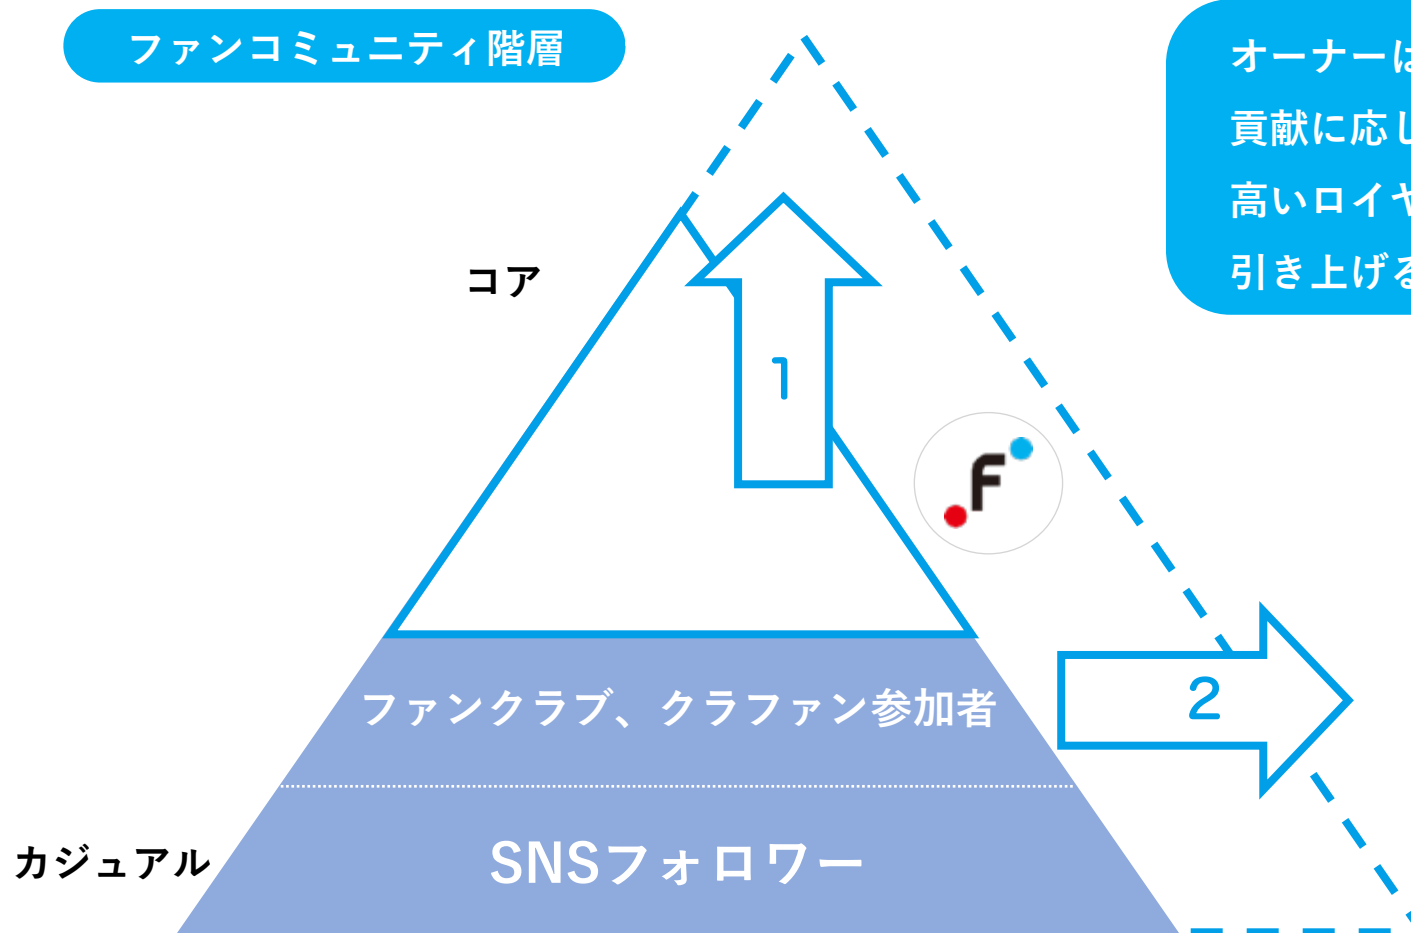 ファンコミュニティ階層
オーナーは
貢献に応じ
高いロイヤ
引き上げる
コア
1
F
2
ファンクラブ、クラファン参加者
SNSフォロワー
カジュアル